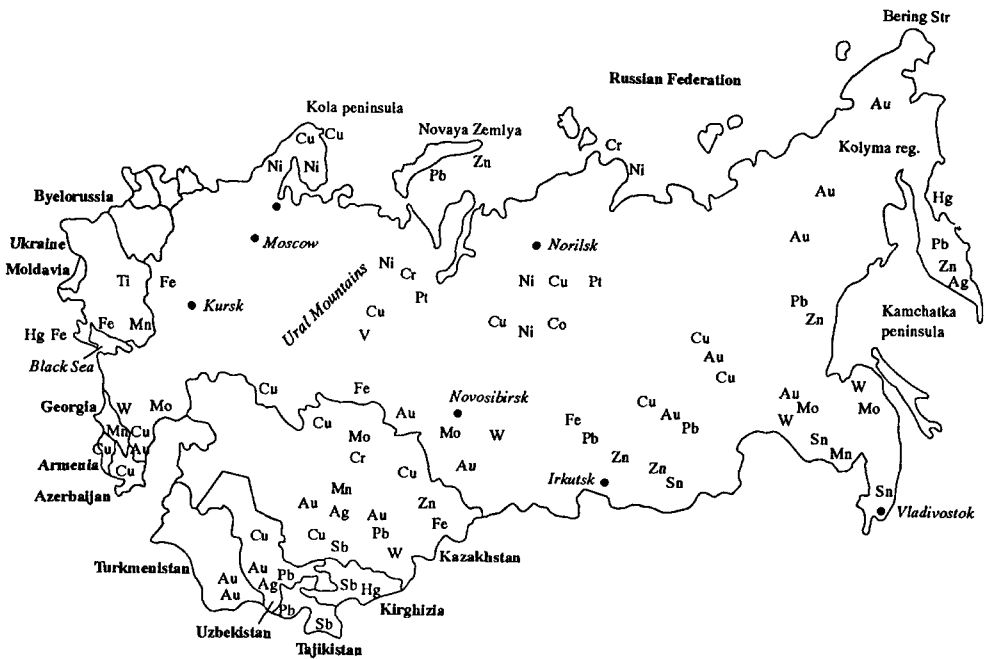 Bering Str
Russian Federation
Au
Kola peninsula
Cu Cu
Novaya Zemlya
Kolyma reg.
Cr
Zn
Ni Ni
Ni
Pb
Au
Byelorussia
Hg
Ukraine
Moscow
Norilsk
Au
Pb
Moldavia
Ni
Cr
Zn
Ti
Fe
Ural Mountains
Ni Cu Pt
Ag
Pt
Pb
Kursk
Cu
Zn
Kamchatka
peninsula
Fe
Mn
Cu
Ni
Co
Hg Fe
V
Cu
Black Sea
Au
Cu
Cu
Fe
Novosibirsk
W
Au
Georgia
W
Mo
Au
Cu
Mo
Mo
Cu
Fe
Au
W
Mn
Cu
Mo
Mo
W
Pb
Pb
Sn
Cu
Au
Cr
Zn
Mn
Armenia
Cu
Au
Cu
Zn
Sn
Irkutsk
Azerbaijan
Mn
Sn
Au
Ag
Au
Zn
Vladivostok
Cu
Cu
Pb
Fe
Sb
W
Kazakhstan
Turkmenistan
Au
Pb
Au
Ag
Sb Hg
Au
Kirghizia
Pb
Uzbekistan
Sb
Tajikistan